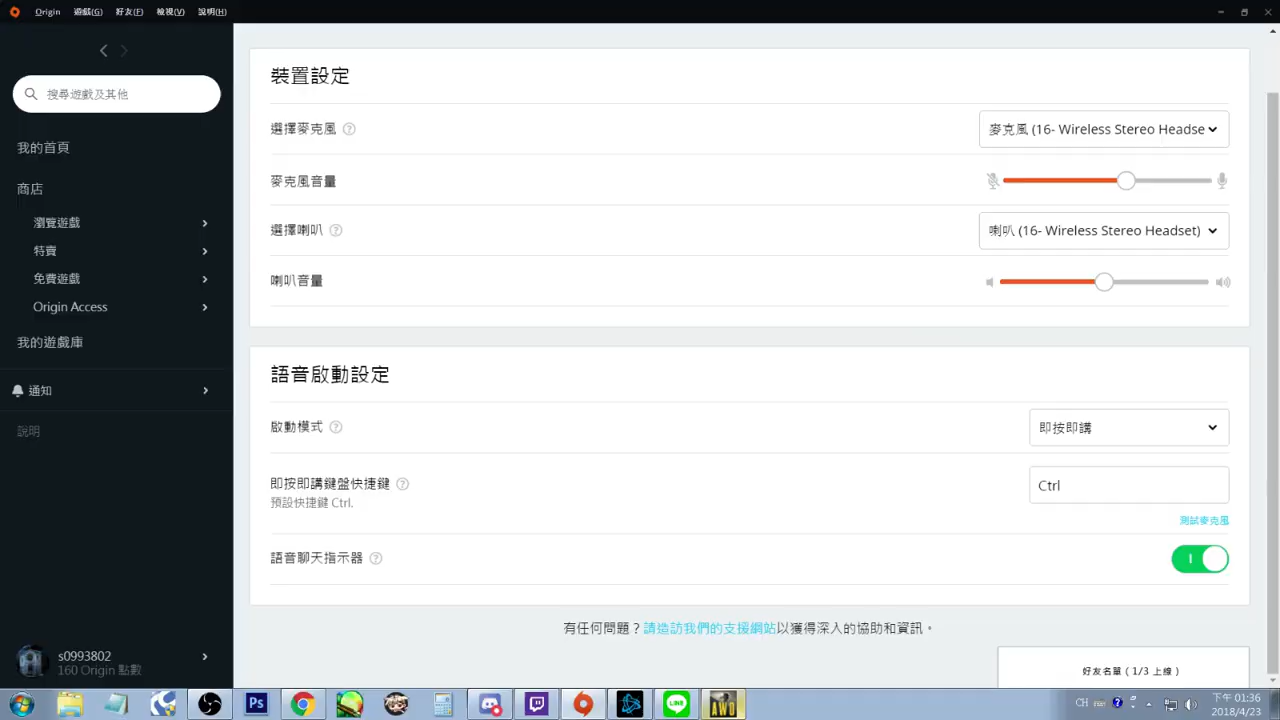 Origin 遊戲(G) 好友(F) 檢視(V) 說明(H)
搜尋遊戲及其他
我的首頁
商店
瀏覽遊戲
特賣
免費遊戲
Origin Access
我的遊戲庫
通知
說明
s0993802
160 Origin 點數
裝置設定
選擇麥克風
麥克風 (16- Wireless Stereo Headse
麥克風音量
選擇喇叭
喇叭 (16- Wireless Stereo Headset)
喇叭音量
語音啟動設定
啟動模式
即按即講
即按即講鍵盤快捷鍵
預設快捷鍵 Ctrl.
Ctrl
測試麥克風
語音聊天指示器
有任何問題？請造訪我們的支援網站以獲得深入的協助和資訊。
好友名單 ( 1/3 上線 )
Ps
LINE
AWD
CH
下午 01:36
2018/4/23